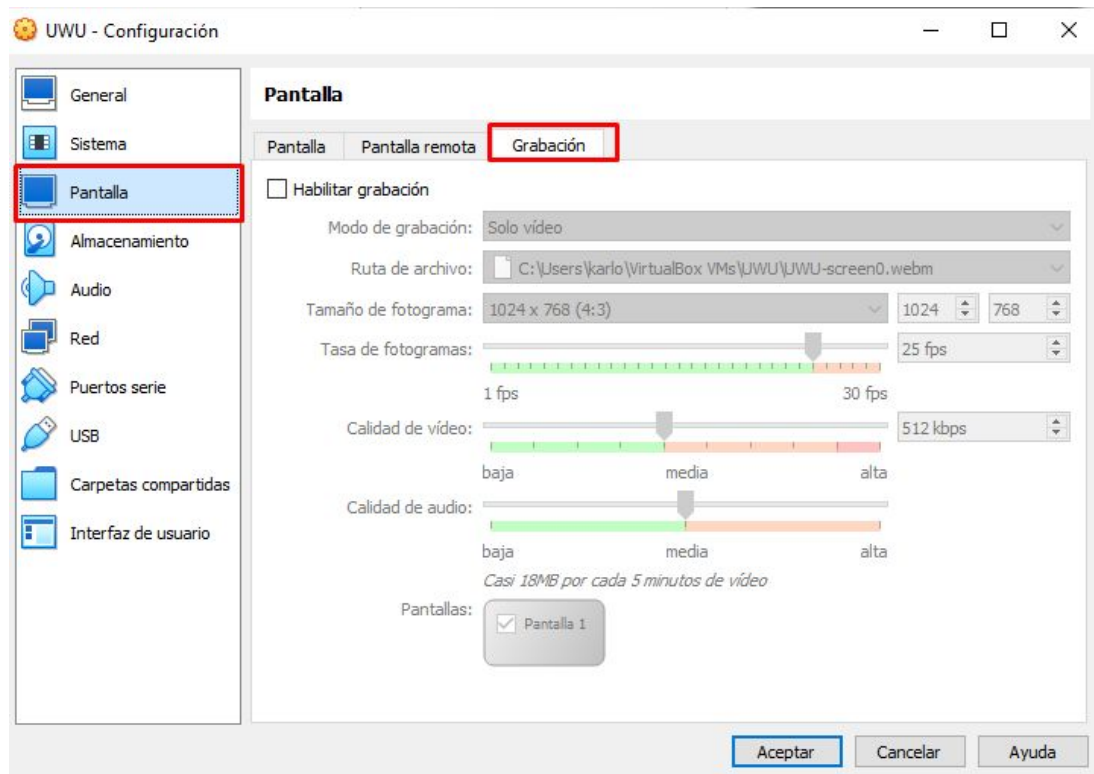 UWU - Configuración
General
Sistema
Pantalla
Almacenamiento
Audio
Red
Puertos serie
USB
Carpetas compartidas
Interfaz de usuario
Pantalla
Pantalla Pantalla remota Grabación
Habilitar grabación
Modo de grabación: Solo vídeo
Ruta de archivo: C:\Users\karlo\VirtualBox VMs\UWU\UWU-screen0.webm
Tamaño de fotograma: 1024 x 768 (4:3) 1024 768
Tasa de fotogramas: 25 fps
1 fps 30 fps
Calidad de vídeo: 512 kbps
baja media alta
Calidad de audio:
baja media alta
Casi 18MB por cada 5 minutos de vídeo
Pantallas: Pantalla 1
Aceptar Cancelar Ayuda